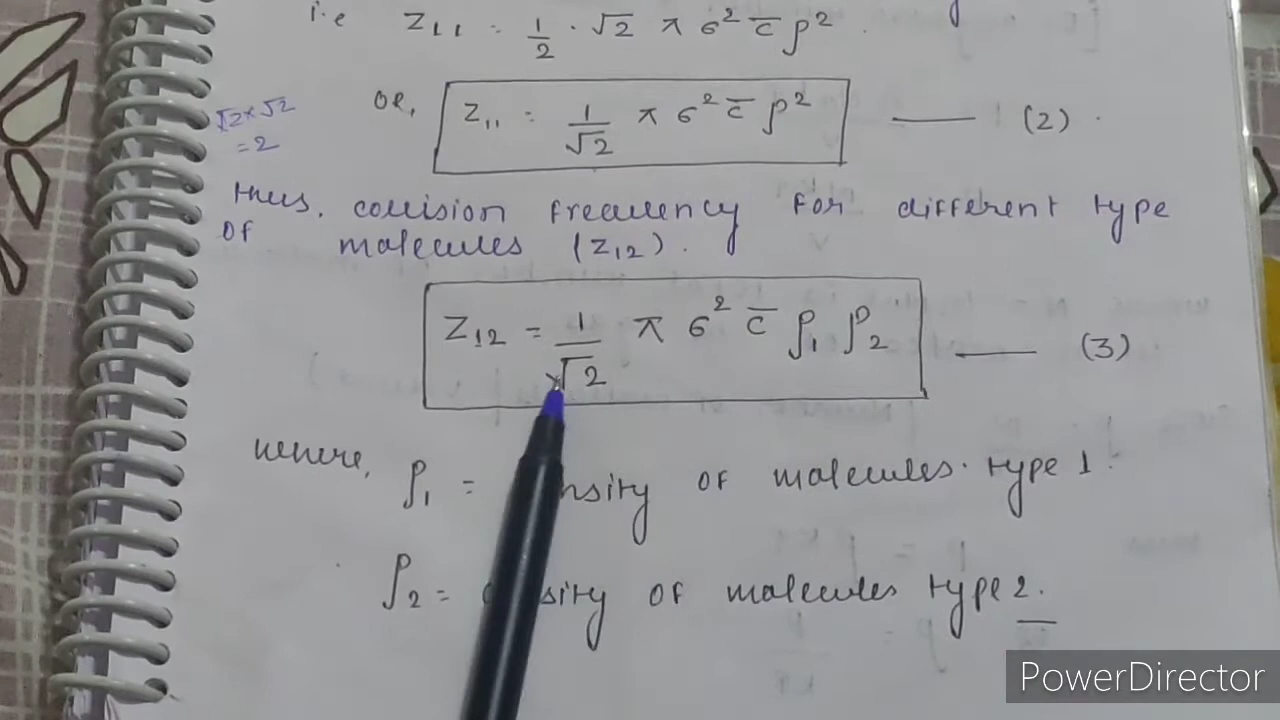 i.e Z₁₁ = 1/2 · √2 π σ² c̄ ρ²
or, Z₁₁ = 1/√2 π σ² c̄ ρ² —— (2)
√2 × √2
= 2
thus, collision frequency for different type
of molecules (Z₁₂).
Z₁₂ = 1/√2 π σ² c̄ ρ₁ ρ₂ —— (3)
where, ρ₁ = nsity of molecules type 1.
ρ₂ = sity of molecules type 2.
PowerDirector